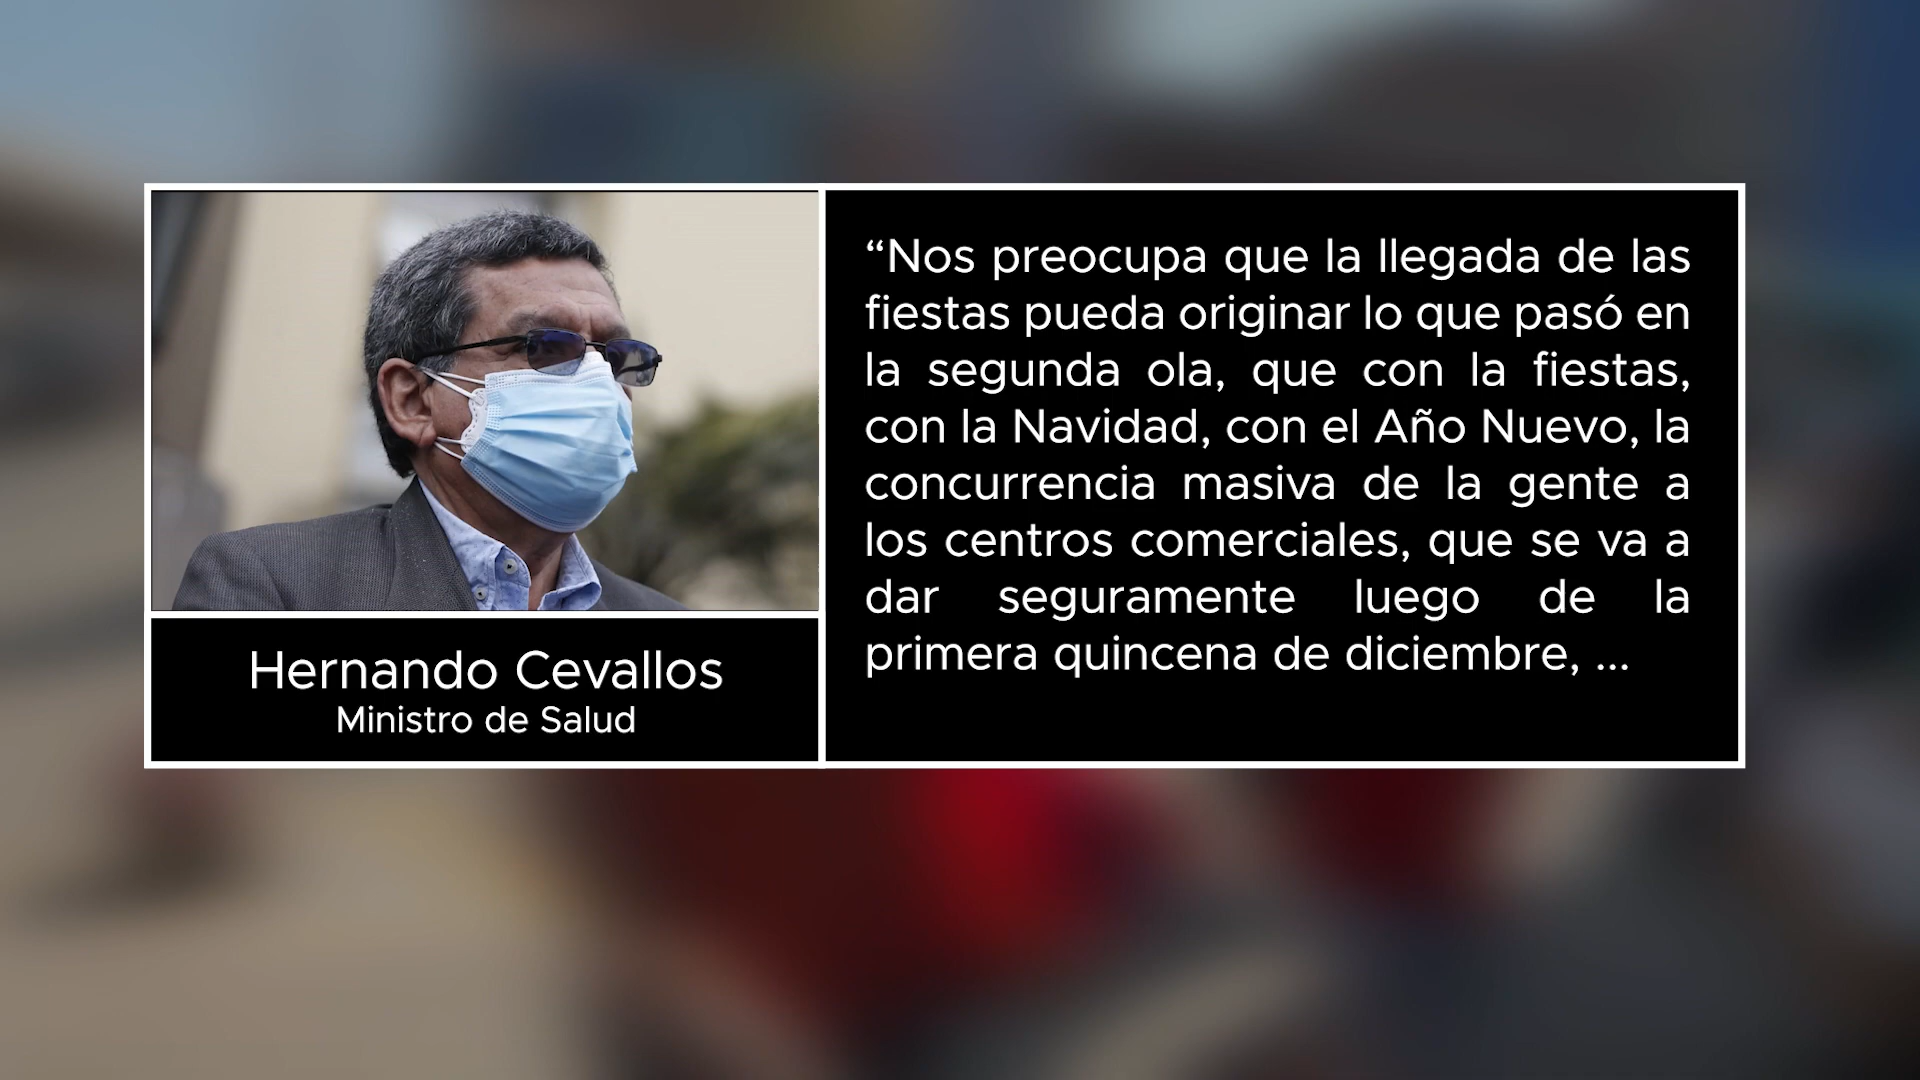 “Nos preocupa que la llegada de las
fiestas pueda originar lo que pasó en
la segunda ola, que con la fiestas,
con la Navidad, con el Año Nuevo, la
concurrencia masiva de la gente a
los centros comerciales, que se va a
dar seguramente luego de la
primera quincena de diciembre, ...
Hernando Cevallos
Ministro de Salud